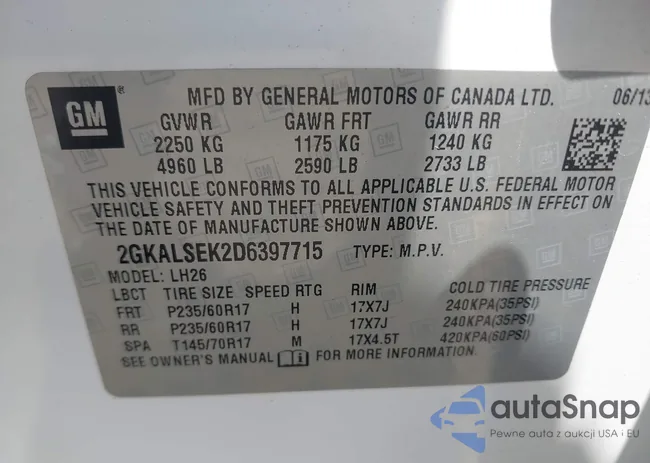 GM
MFD BY GENERAL MOTORS OF CANADA LTD. 06/13
GVWR GAWR FRT GAWR RR
2250 KG 1175 KG 1240 KG
4960 LB 2590 LB 2733 LB
THIS VEHICLE CONFORMS TO ALL APPLICABLE U.S. FEDERAL MOTOR
VEHICLE SAFETY AND THEFT PREVENTION STANDARDS IN EFFECT ON
THE DATE OF MANUFACTURE SHOWN ABOVE.
2GKALSEK2D6397715 TYPE: M.P.V.
MODEL: LH26
LBCT TIRE SIZE SPEED RTG RIM COLD TIRE PRESSURE
FRT P235/60R17 H 17X7J 240KPA(35PSI)
RR P235/60R17 H 17X7J 240KPA(35PSI)
SPA T145/70R17 M 17X4.5T 420KPA(60PSI)
SEE OWNER'S MANUAL i FOR MORE INFORMATION.
autaSnap
Pewne auta z aukcji USA i EU